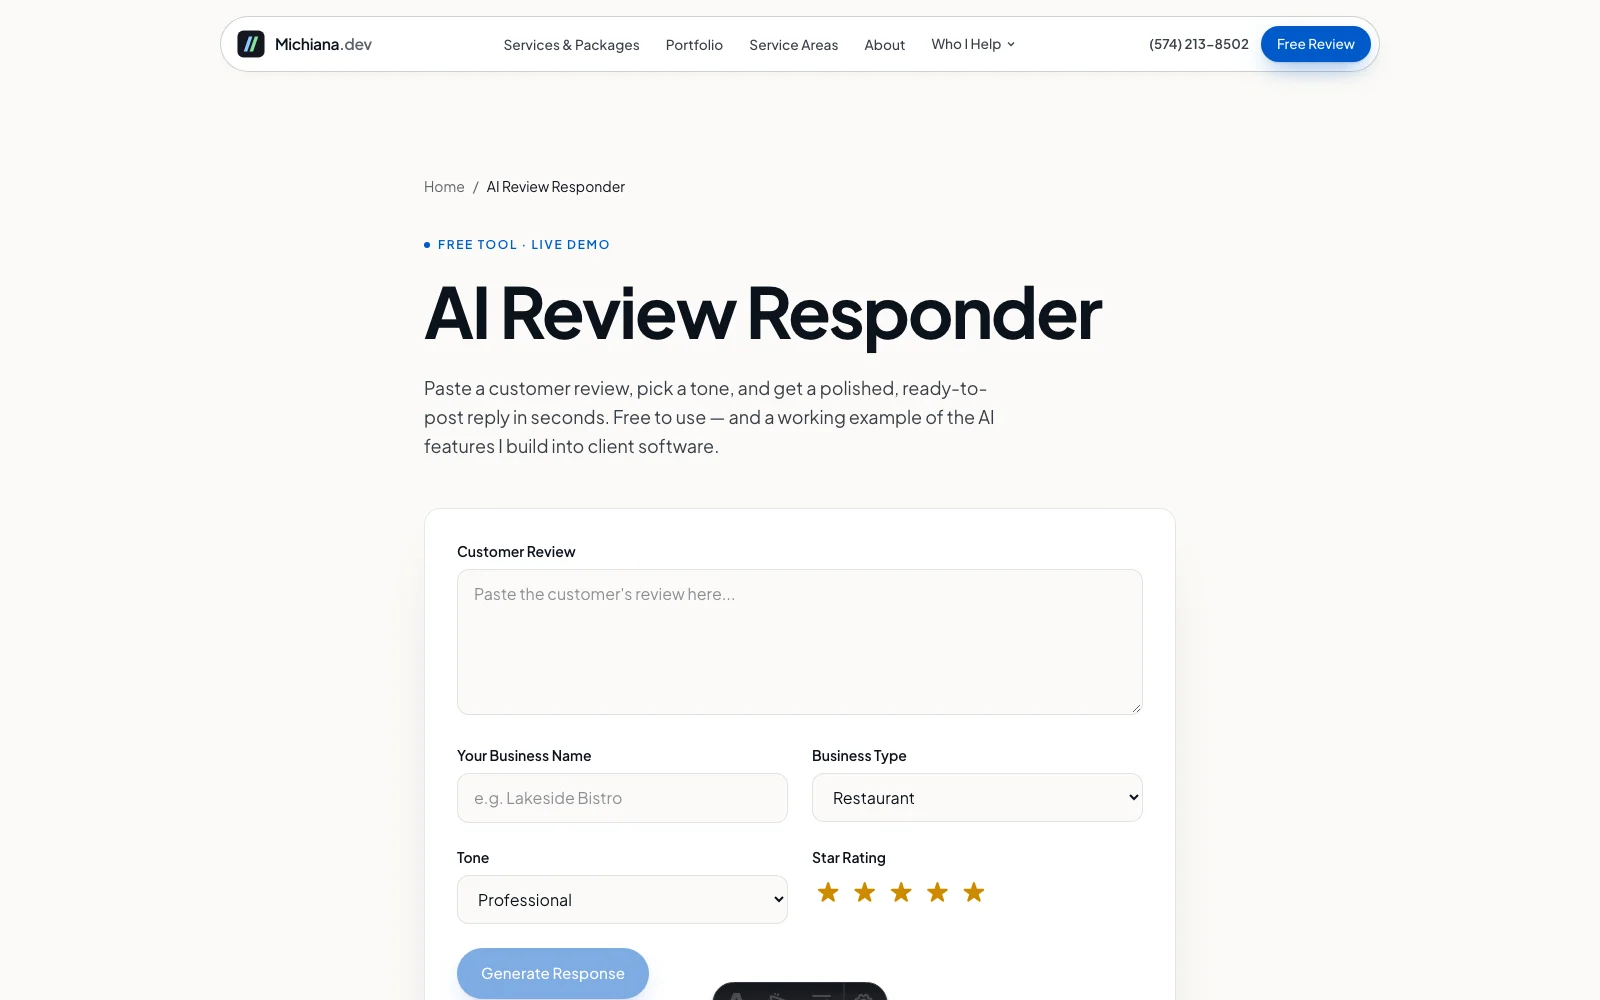 Michiana.dev
Services & Packages
Portfolio
Service Areas
About
Who I Help
(574) 213-8502
Free Review
Home / AI Review Responder
FREE TOOL · LIVE DEMO
AI Review Responder
Paste a customer review, pick a tone, and get a polished, ready-to-
post reply in seconds. Free to use — and a working example of the AI
features I build into client software.
Customer Review
Paste the customer's review here...
Your Business Name
Business Type
e.g. Lakeside Bistro
Restaurant
Tone
Star Rating
Professional
Generate Response